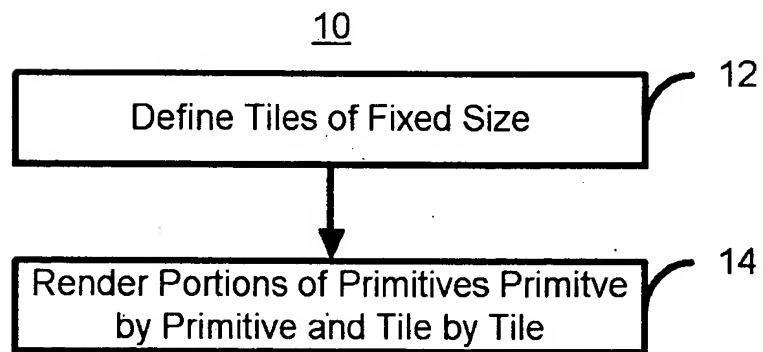 10
12
Define Tiles of Fixed Size
14
Render Portions of Primitives Primitve
by Primitive and Tile by Tile